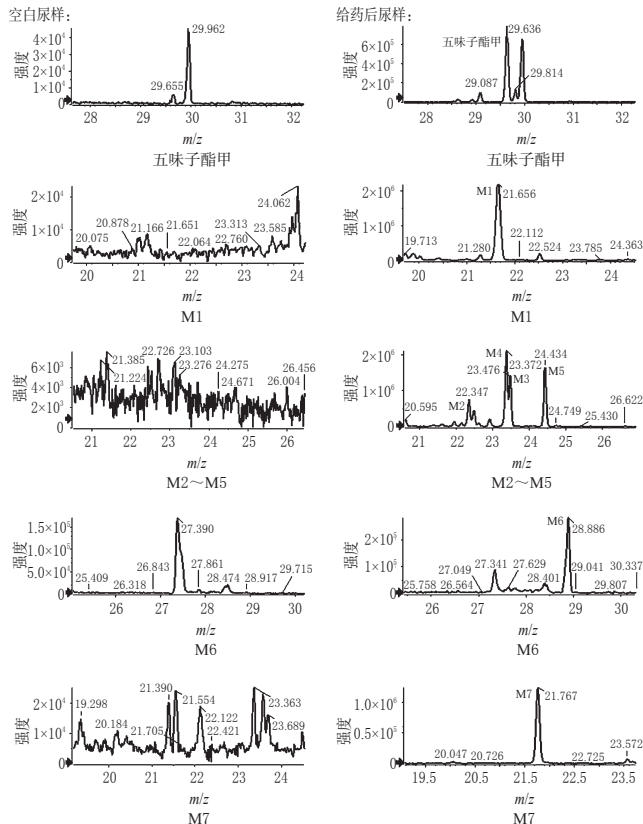 空白尿样：
4×10⁴
3×10⁴
2×10⁴
1×10⁴
0
强度
29.655
29.962
28 29 30 31 32
m/z
五味子酯甲
给药后尿样：
6×10⁵
4×10⁵
2×10⁵
0
强度
五味子酯甲
29.636
29.814
29.087
28 29 30 31 32
m/z
五味子酯甲
2×10⁴
1×10⁴
0
强度
20.075
20.878
21.166
21.651
22.064
22.760
23.313
23.585
24.062
20 21 22 23 24
m/z
M1
2×10⁶
1×10⁶
0
强度
19.713
21.280
M1
21.656
22.112
22.524
23.785
24.363
20 21 22 23 24
m/z
M1
6×10³
4×10³
2×10³
0
强度
21.385
21.224
22.726
23.103
23.276
24.275
24.671
26.004
26.456
21 22 23 24 25 26
m/z
M2～M5
2×10⁶
1×10⁶
0
强度
20.595
M2
22.347
M4
23.476
23.372
M3
24.434
M5
24.749
25.430
26.622
21 22 23 24 25 26
m/z
M2～M5
1.5×10⁵
1.0×10⁵
5.0×10⁴
0
强度
25.409
26.318
26.843
27.390
27.861
28.474
28.917
29.715
26 27 28 29 30
m/z
M6
2×10⁵
1×10⁵
0
强度
25.758
26.564
27.049
27.341
27.629
28.401
M6
28.886
29.041
29.807
30.337
26 27 28 29 30
m/z
M6
2×10⁴
1×10⁴
0
强度
19.298
20.184
21.390
21.705
21.554
22.122
22.421
23.363
23.689
20 21 22 23 24
m/z
M7
1.0×10⁶
0.5×10⁵
0
强度
20.047
20.726
M7
21.767
22.725
23.572
19.5 20.5 21.5 22.5 23.5
m/z
M7